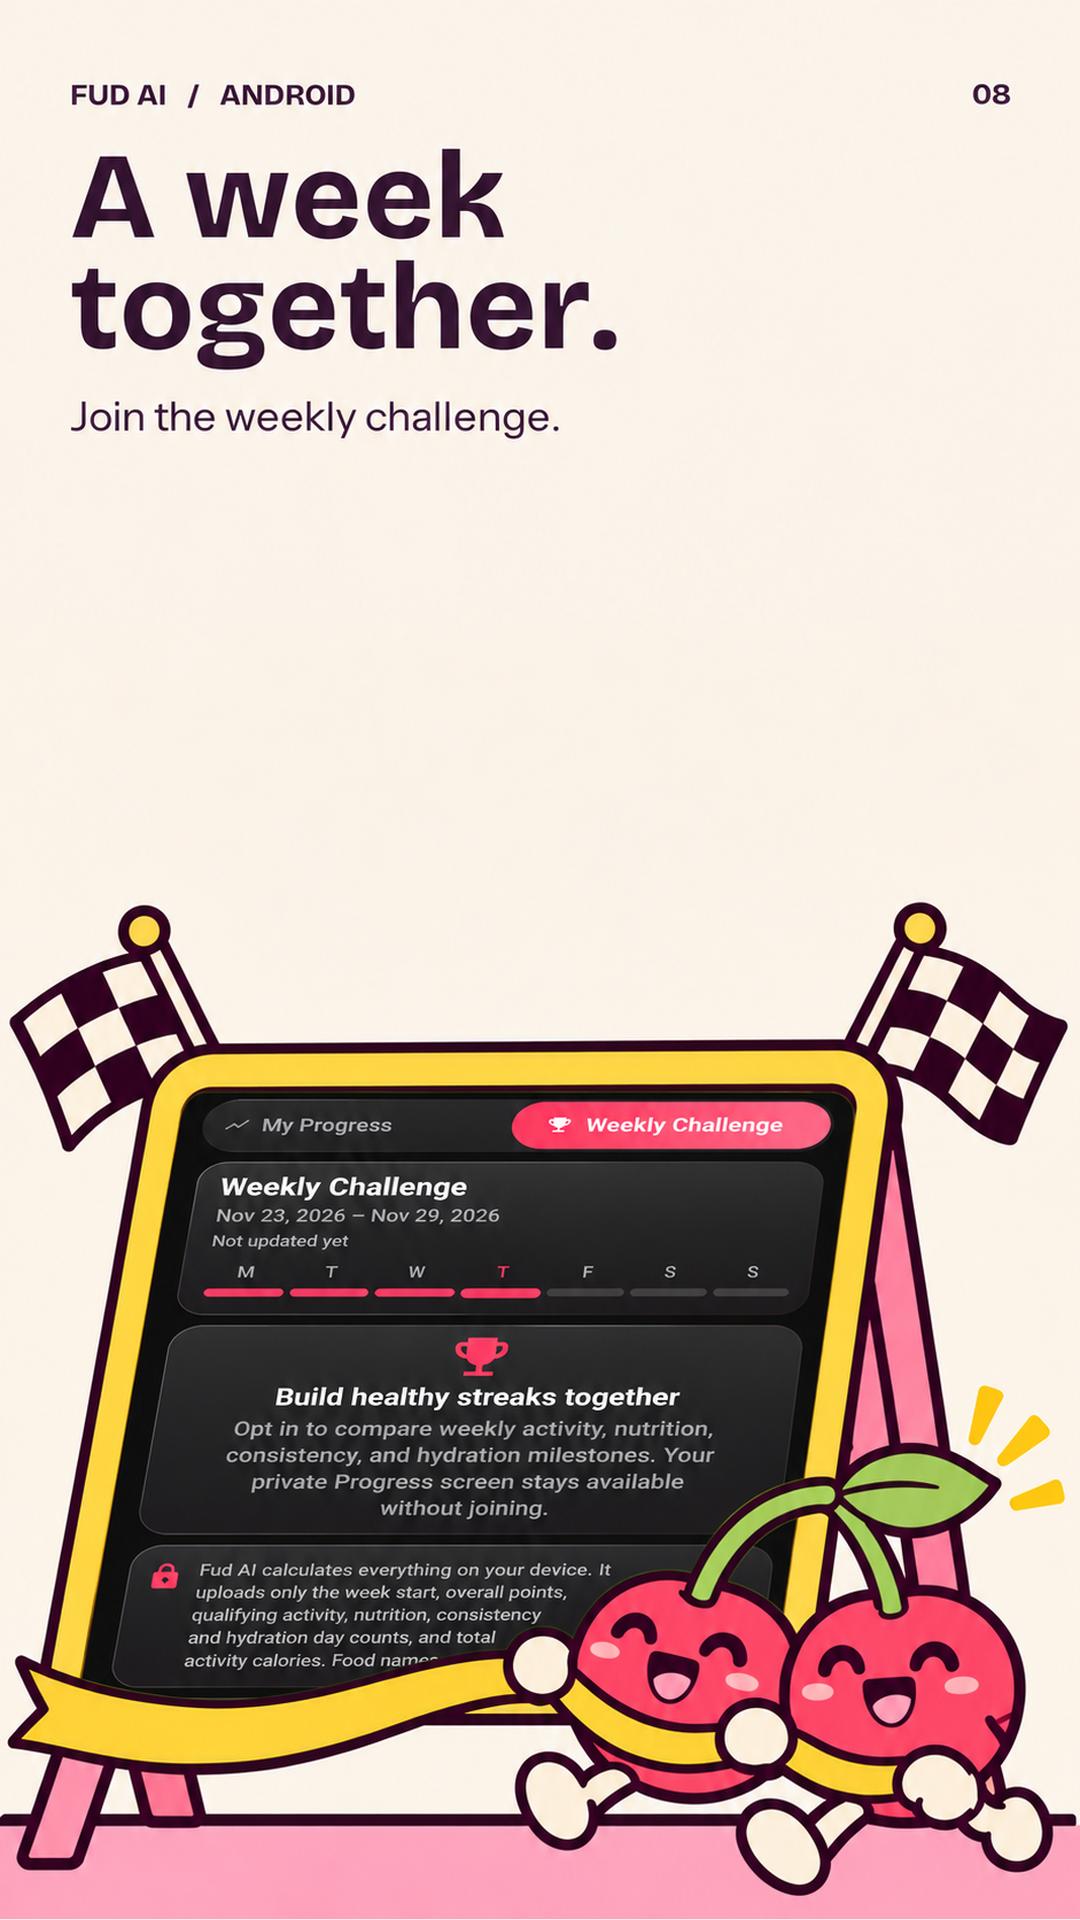 FUD AI / ANDROID
08
A week
together.
Join the weekly challenge.
My Progress
Weekly Challenge
Weekly Challenge
Nov 23, 2026 – Nov 29, 2026
Not updated yet
M T W T F S S
Build healthy streaks together
Opt in to compare weekly activity, nutrition,
consistency, and hydration milestones. Your
private Progress screen stays available
without joining.
Fud AI calculates everything on your device. It
uploads only the week start, overall points,
qualifying activity, nutrition, consistency
and hydration day counts, and total
activity calories. Food names